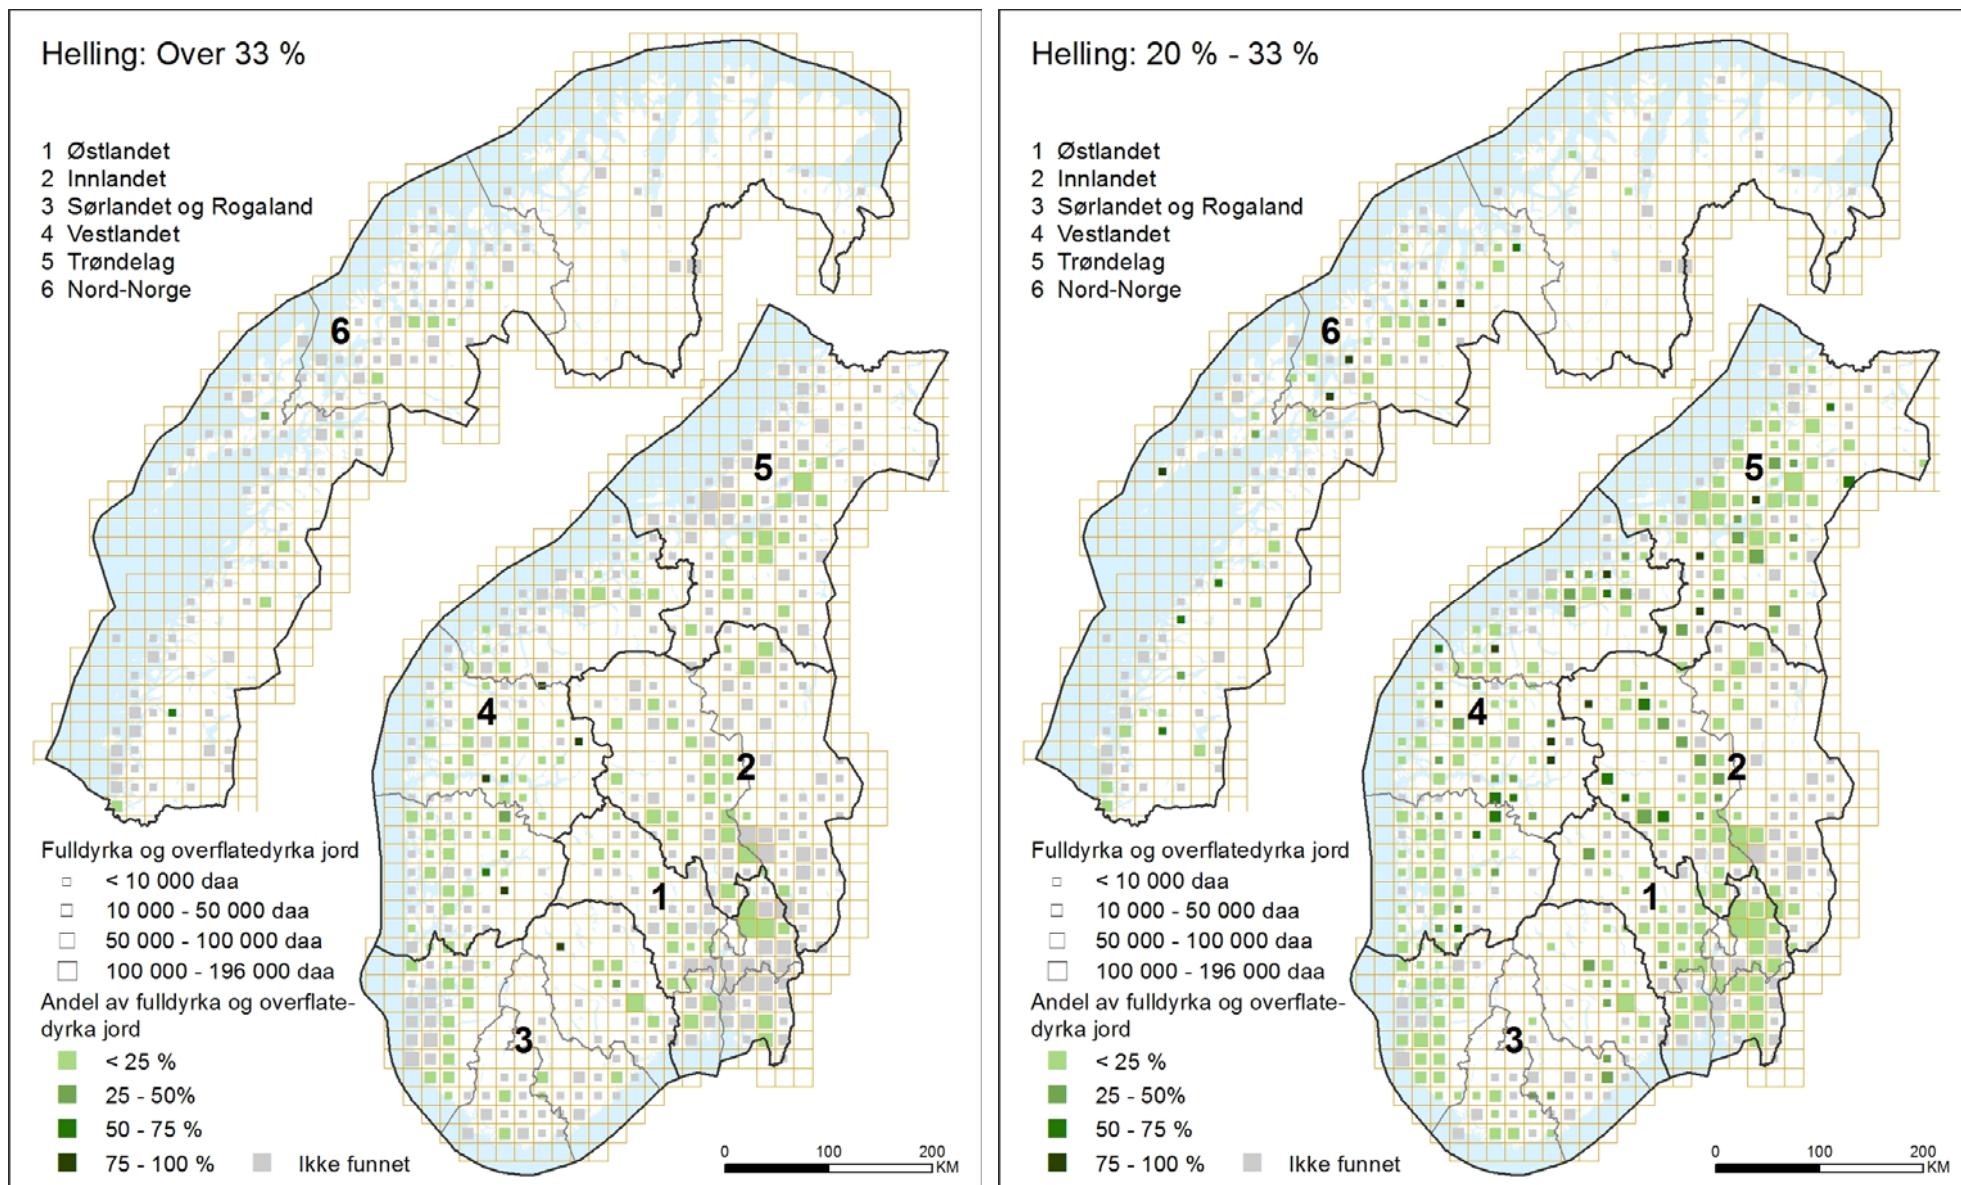 Helling: Over 33 %
1 Østlandet
2 Innlandet
3 Sørlandet og Rogaland
4 Vestlandet
5 Trøndelag
6 Nord-Norge
6
5
4
2
1
3
Fulldyrka og overflatedyrka jord
< 10 000 daa
10 000 - 50 000 daa
50 000 - 100 000 daa
100 000 - 196 000 daa
Andel av fulldyrka og overflate-
dyrka jord
< 25 %
25 - 50%
50 - 75 %
75 - 100 %
Ikke funnet
0 100 200
KM
Helling: 20 % - 33 %
1 Østlandet
2 Innlandet
3 Sørlandet og Rogaland
4 Vestlandet
5 Trøndelag
6 Nord-Norge
6
5
4
2
1
3
Fulldyrka og overflatedyrka jord
< 10 000 daa
10 000 - 50 000 daa
50 000 - 100 000 daa
100 000 - 196 000 daa
Andel av fulldyrka og overflate-
dyrka jord
< 25 %
25 - 50%
50 - 75 %
75 - 100 %
Ikke funnet
0 100 200
KM